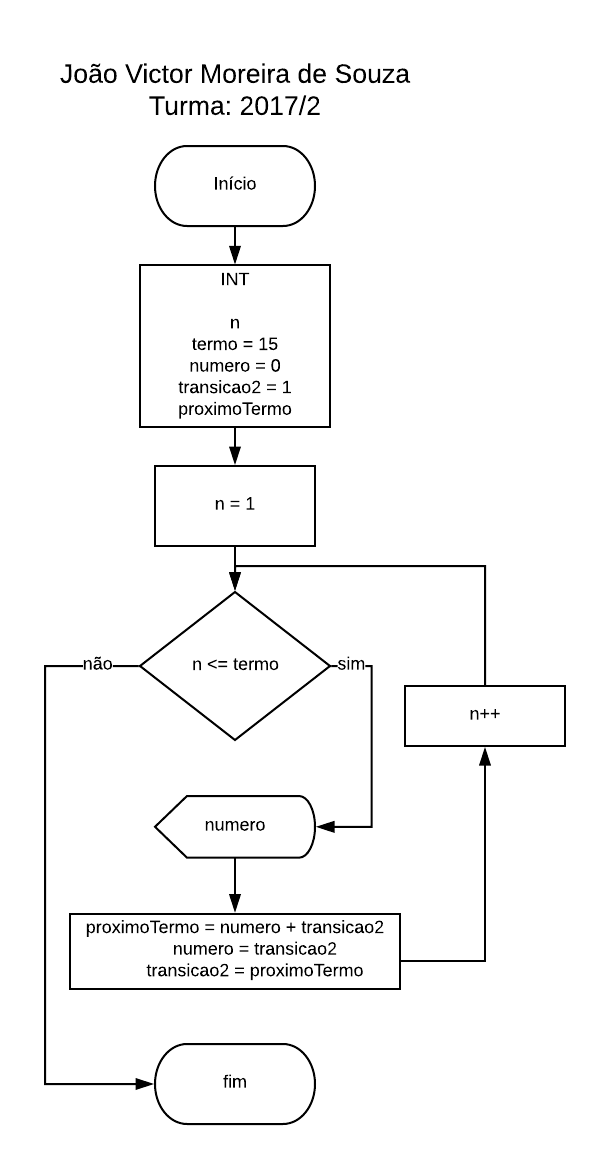 João Victor Moreira de Souza
Turma: 2017/2
Início
INT
n
termo = 15
numero = 0
transicao2 = 1
proximoTermo
n = 1
não
n <= termo
sim
n++
numero
proximoTermo = numero + transicao2
numero = transicao2
transicao2 = proximoTermo
fim